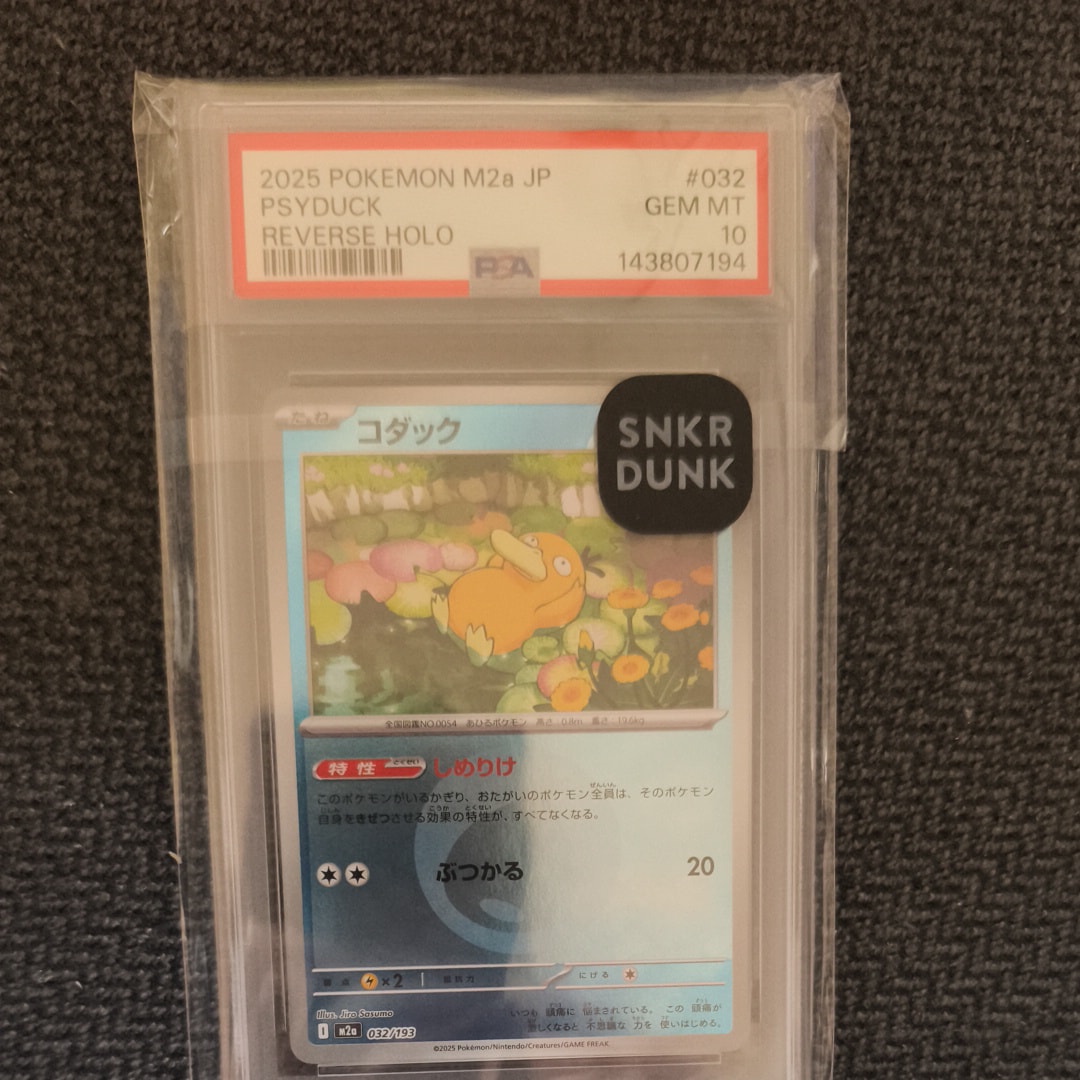 2025 POKEMON M2a JP #032
PSYDUCK GEM MT
REVERSE HOLO 10
PSA 143807194
たね コダック
SNKR
DUNK
全国図鑑NO.0054 あひるポケモン 高さ:0.8m 重さ:19.6kg
特性 とくせい しめりけ
このポケモンがいるかぎり、おたがいのポケモン全員は、そのポケモン
自身をきぜつさせる効果の特性が、すべてなくなる。
ぶつかる 20
弱点 ×2 抵抗力 にげる
Illus. Jiro Sasumo
いつも 頭痛に 悩まされている。 この 頭痛が
激しくなると 不思議な 力を 使いはじめる。
I m2a 032/193
©2025 Pokémon/Nintendo/Creatures/GAME FREAK.